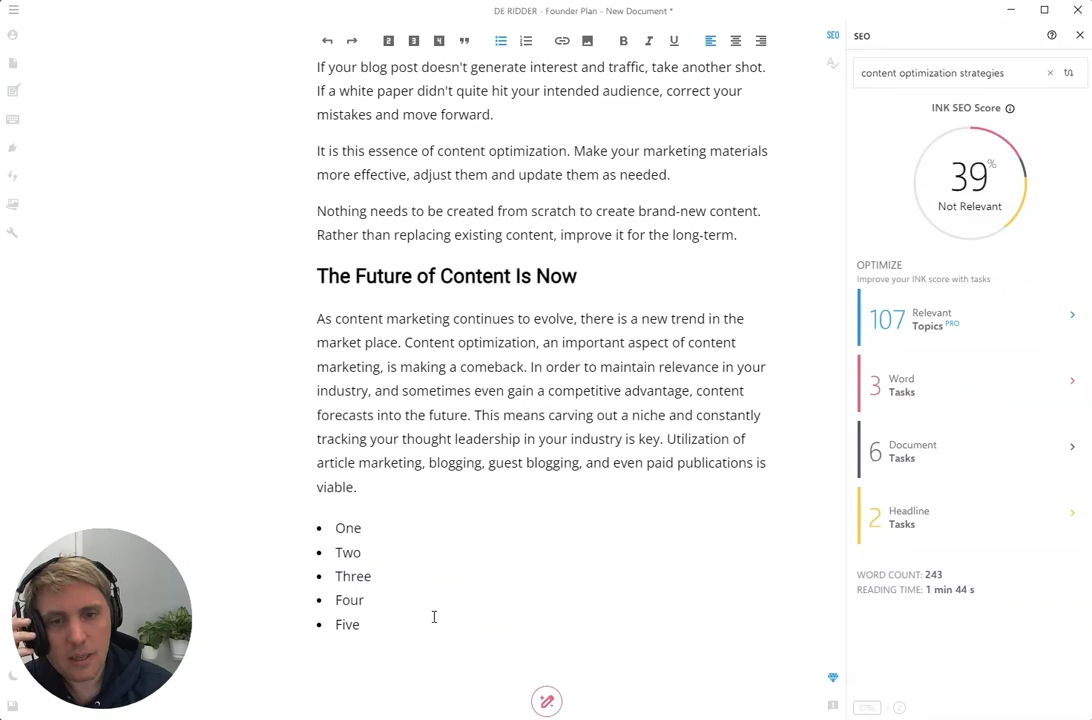 DE RIDDER - Founder Plan - New Document *
2 3 4 B I U
If your blog post doesn't generate interest and traffic, take another shot.
If a white paper didn't quite hit your intended audience, correct your
mistakes and move forward.
It is this essence of content optimization. Make your marketing materials
more effective, adjust them and update them as needed.
Nothing needs to be created from scratch to create brand-new content.
Rather than replacing existing content, improve it for the long-term.
The Future of Content Is Now
As content marketing continues to evolve, there is a new trend in the
market place. Content optimization, an important aspect of content
marketing, is making a comeback. In order to maintain relevance in your
industry, and sometimes even gain a competitive advantage, content
forecasts into the future. This means carving out a niche and constantly
tracking your thought leadership in your industry is key. Utilization of
article marketing, blogging, guest blogging, and even paid publications is
viable.
• One
• Two
• Three
• Four
• Five
SEO
SEO
content optimization strategies
INK SEO Score
39%
Not Relevant
OPTIMIZE
Improve your INK score with tasks
107 Relevant
Topics PRO
3 Word
Tasks
6 Document
Tasks
2 Headline
Tasks
WORD COUNT: 243
READING TIME: 1 min 44 s
CTRL + 2